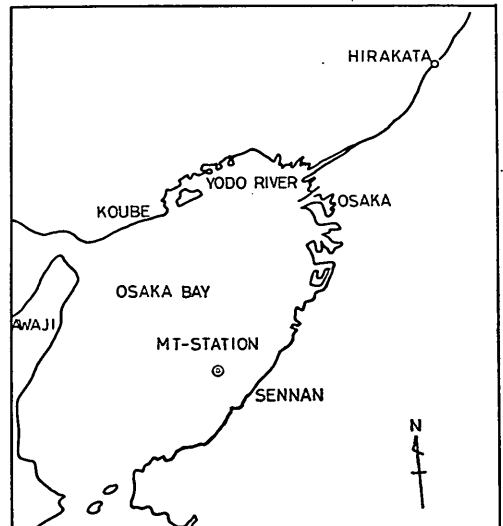 HIRAKATA
YODO RIVER
KOUBE
OSAKA
OSAKA BAY
AWAJI
MT-STATION
SENNAN
N